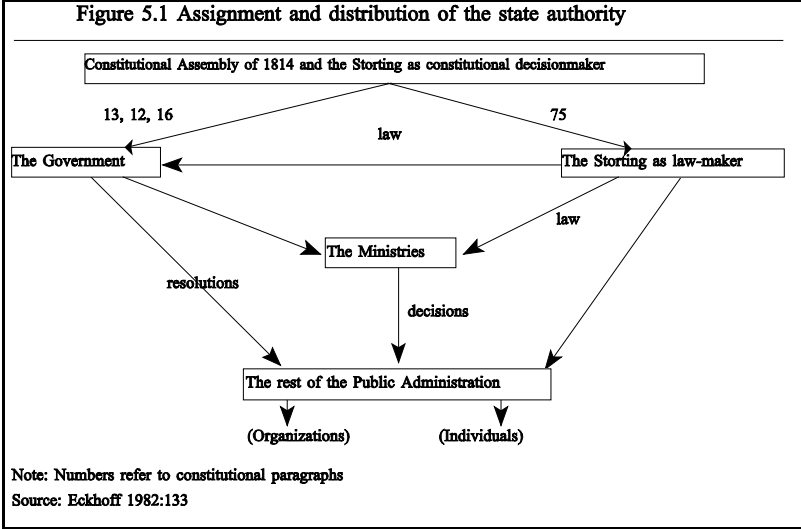 Figure 5.1 Assignment and distribution of the state authority
Constitutional Assembly of 1814 and the Storting as constitutional decisionmaker
13, 12, 16
75
law
The Government
The Storting as law-maker
law
The Ministries
resolutions
decisions
The rest of the Public Administration
(Organizations)
(Individuals)
Note: Numbers refer to constitutional paragraphs
Source: Eckhoff 1982:133